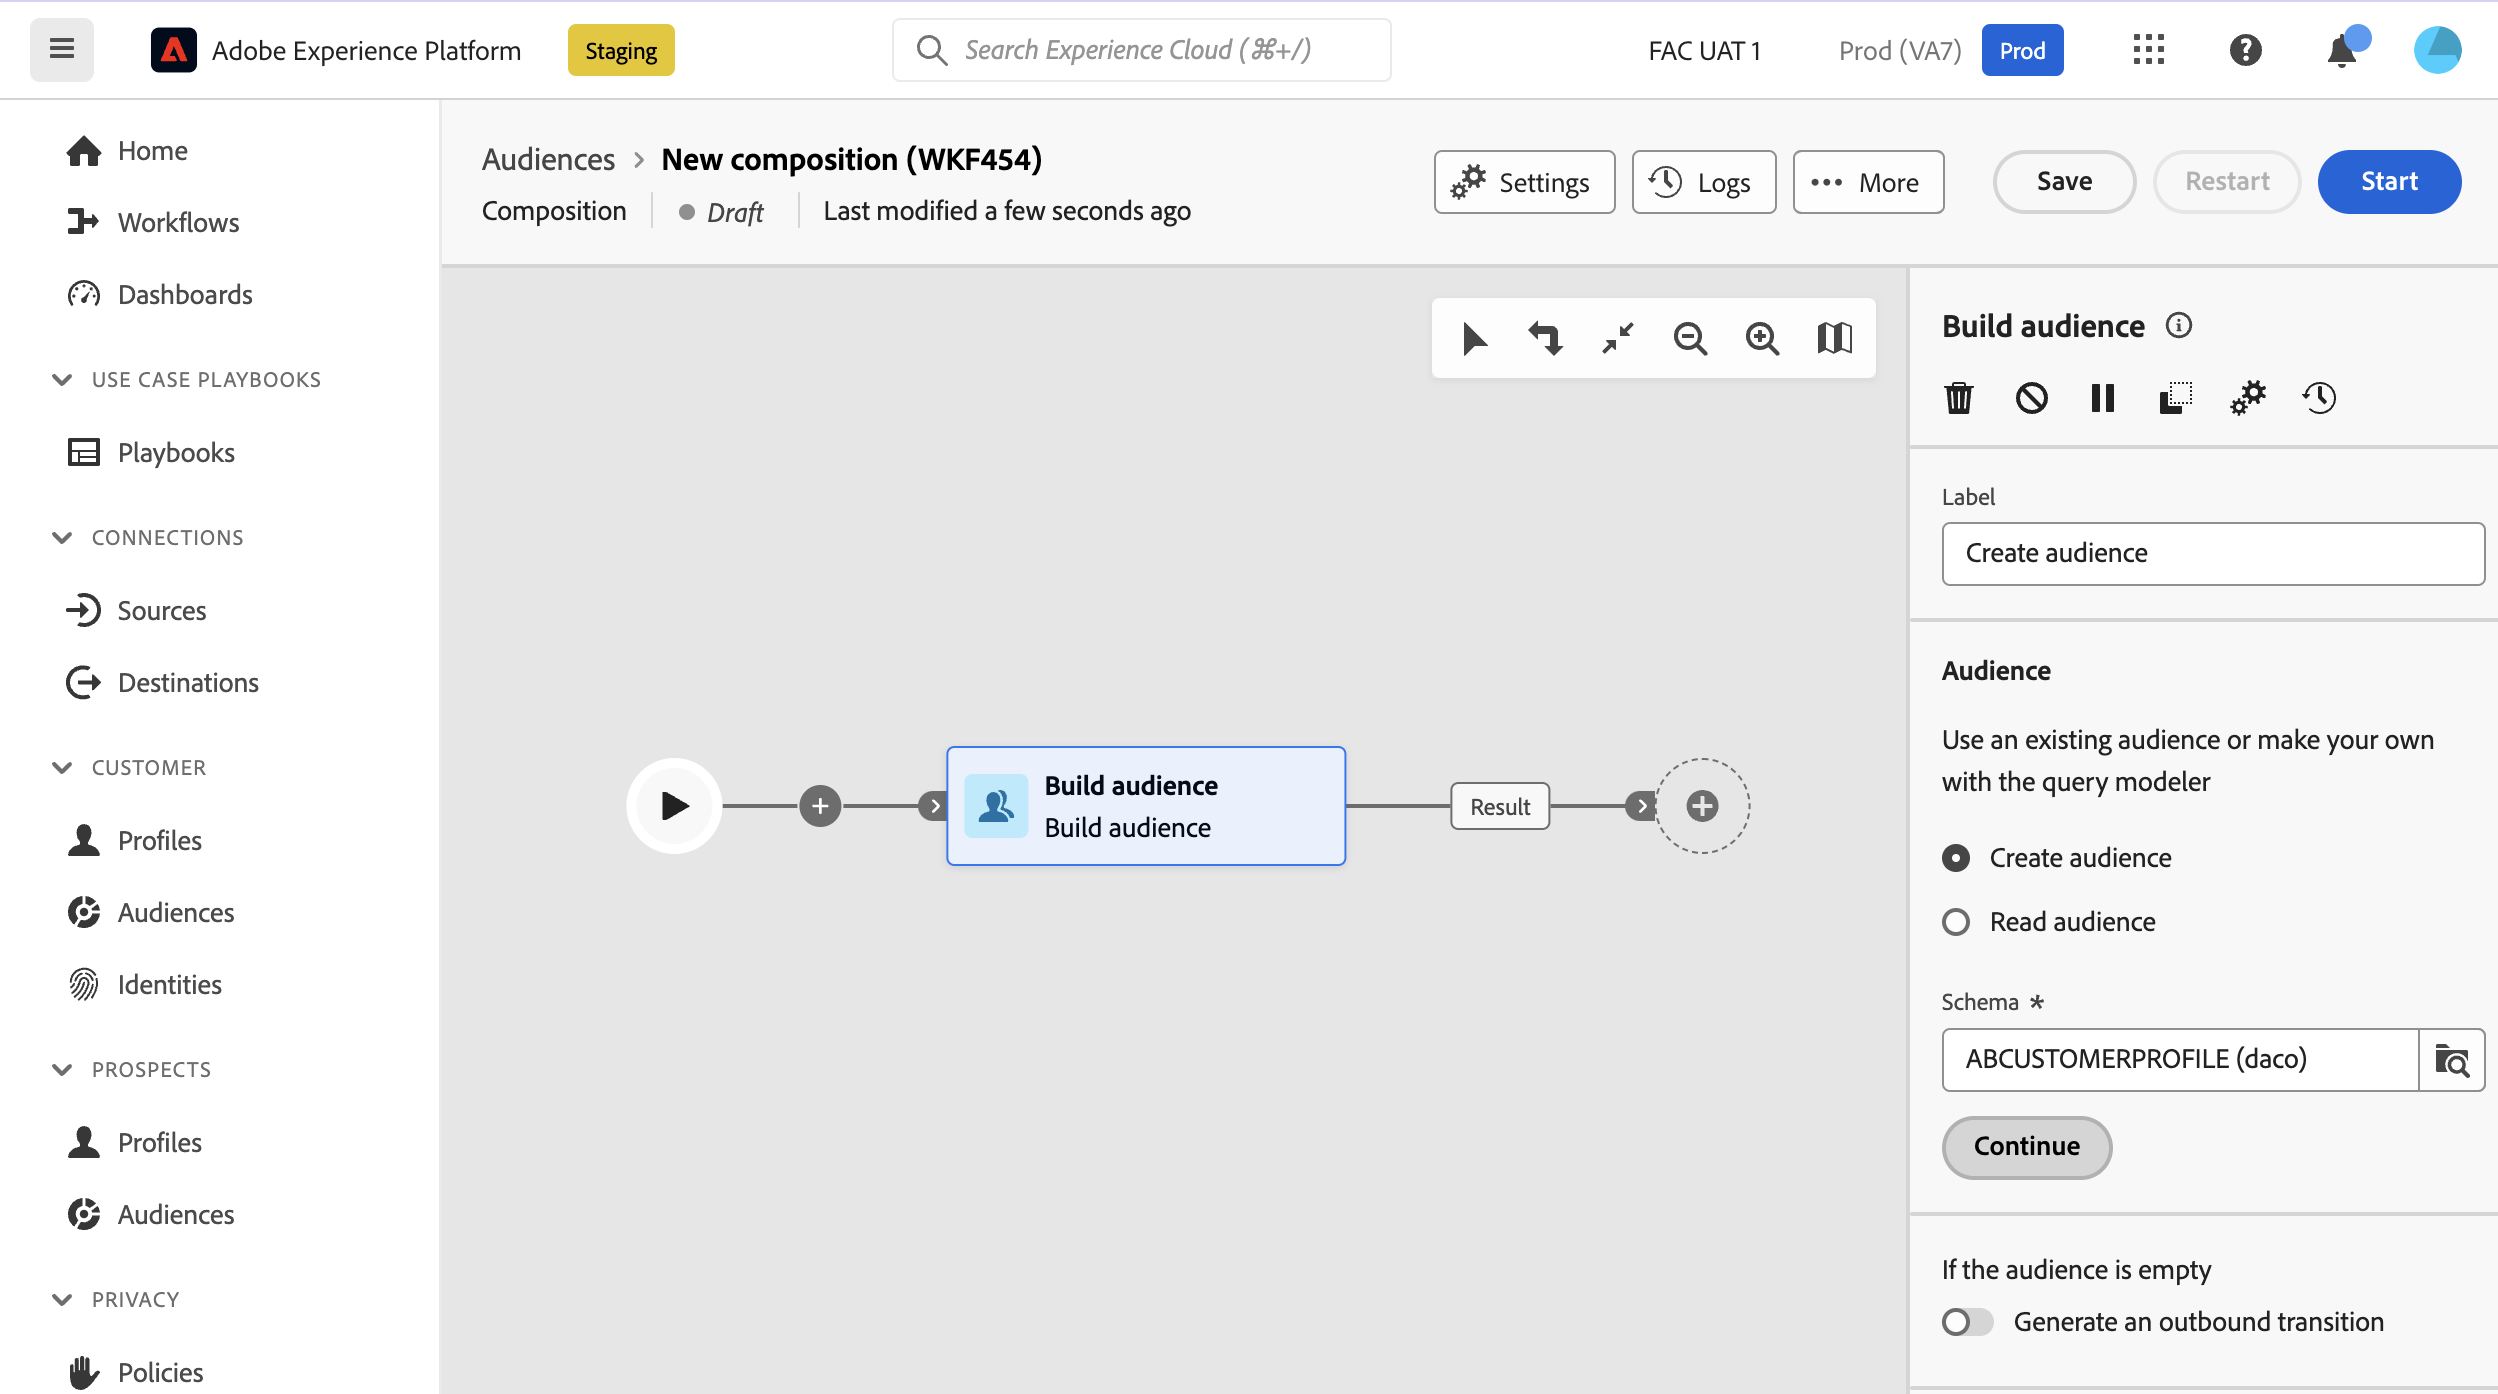 Adobe Experience Platform
Staging
Search Experience Cloud (⌘+/)
FAC UAT 1
Prod (VA7)
Prod
Home
Workflows
Dashboards
USE CASE PLAYBOOKS
Playbooks
CONNECTIONS
Sources
Destinations
CUSTOMER
Profiles
Audiences
Identities
PROSPECTS
Profiles
Audiences
PRIVACY
Policies
Audiences > New composition (WKF454)
Composition
Draft
Last modified a few seconds ago
Settings
Logs
More
Save
Restart
Start
Build audience
Build audience
Result
Build audience
Label
Create audience
Audience
Use an existing audience or make your own
with the query modeler
Create audience
Read audience
Schema *
ABCUSTOMERPROFILE (daco)
Continue
If the audience is empty
Generate an outbound transition